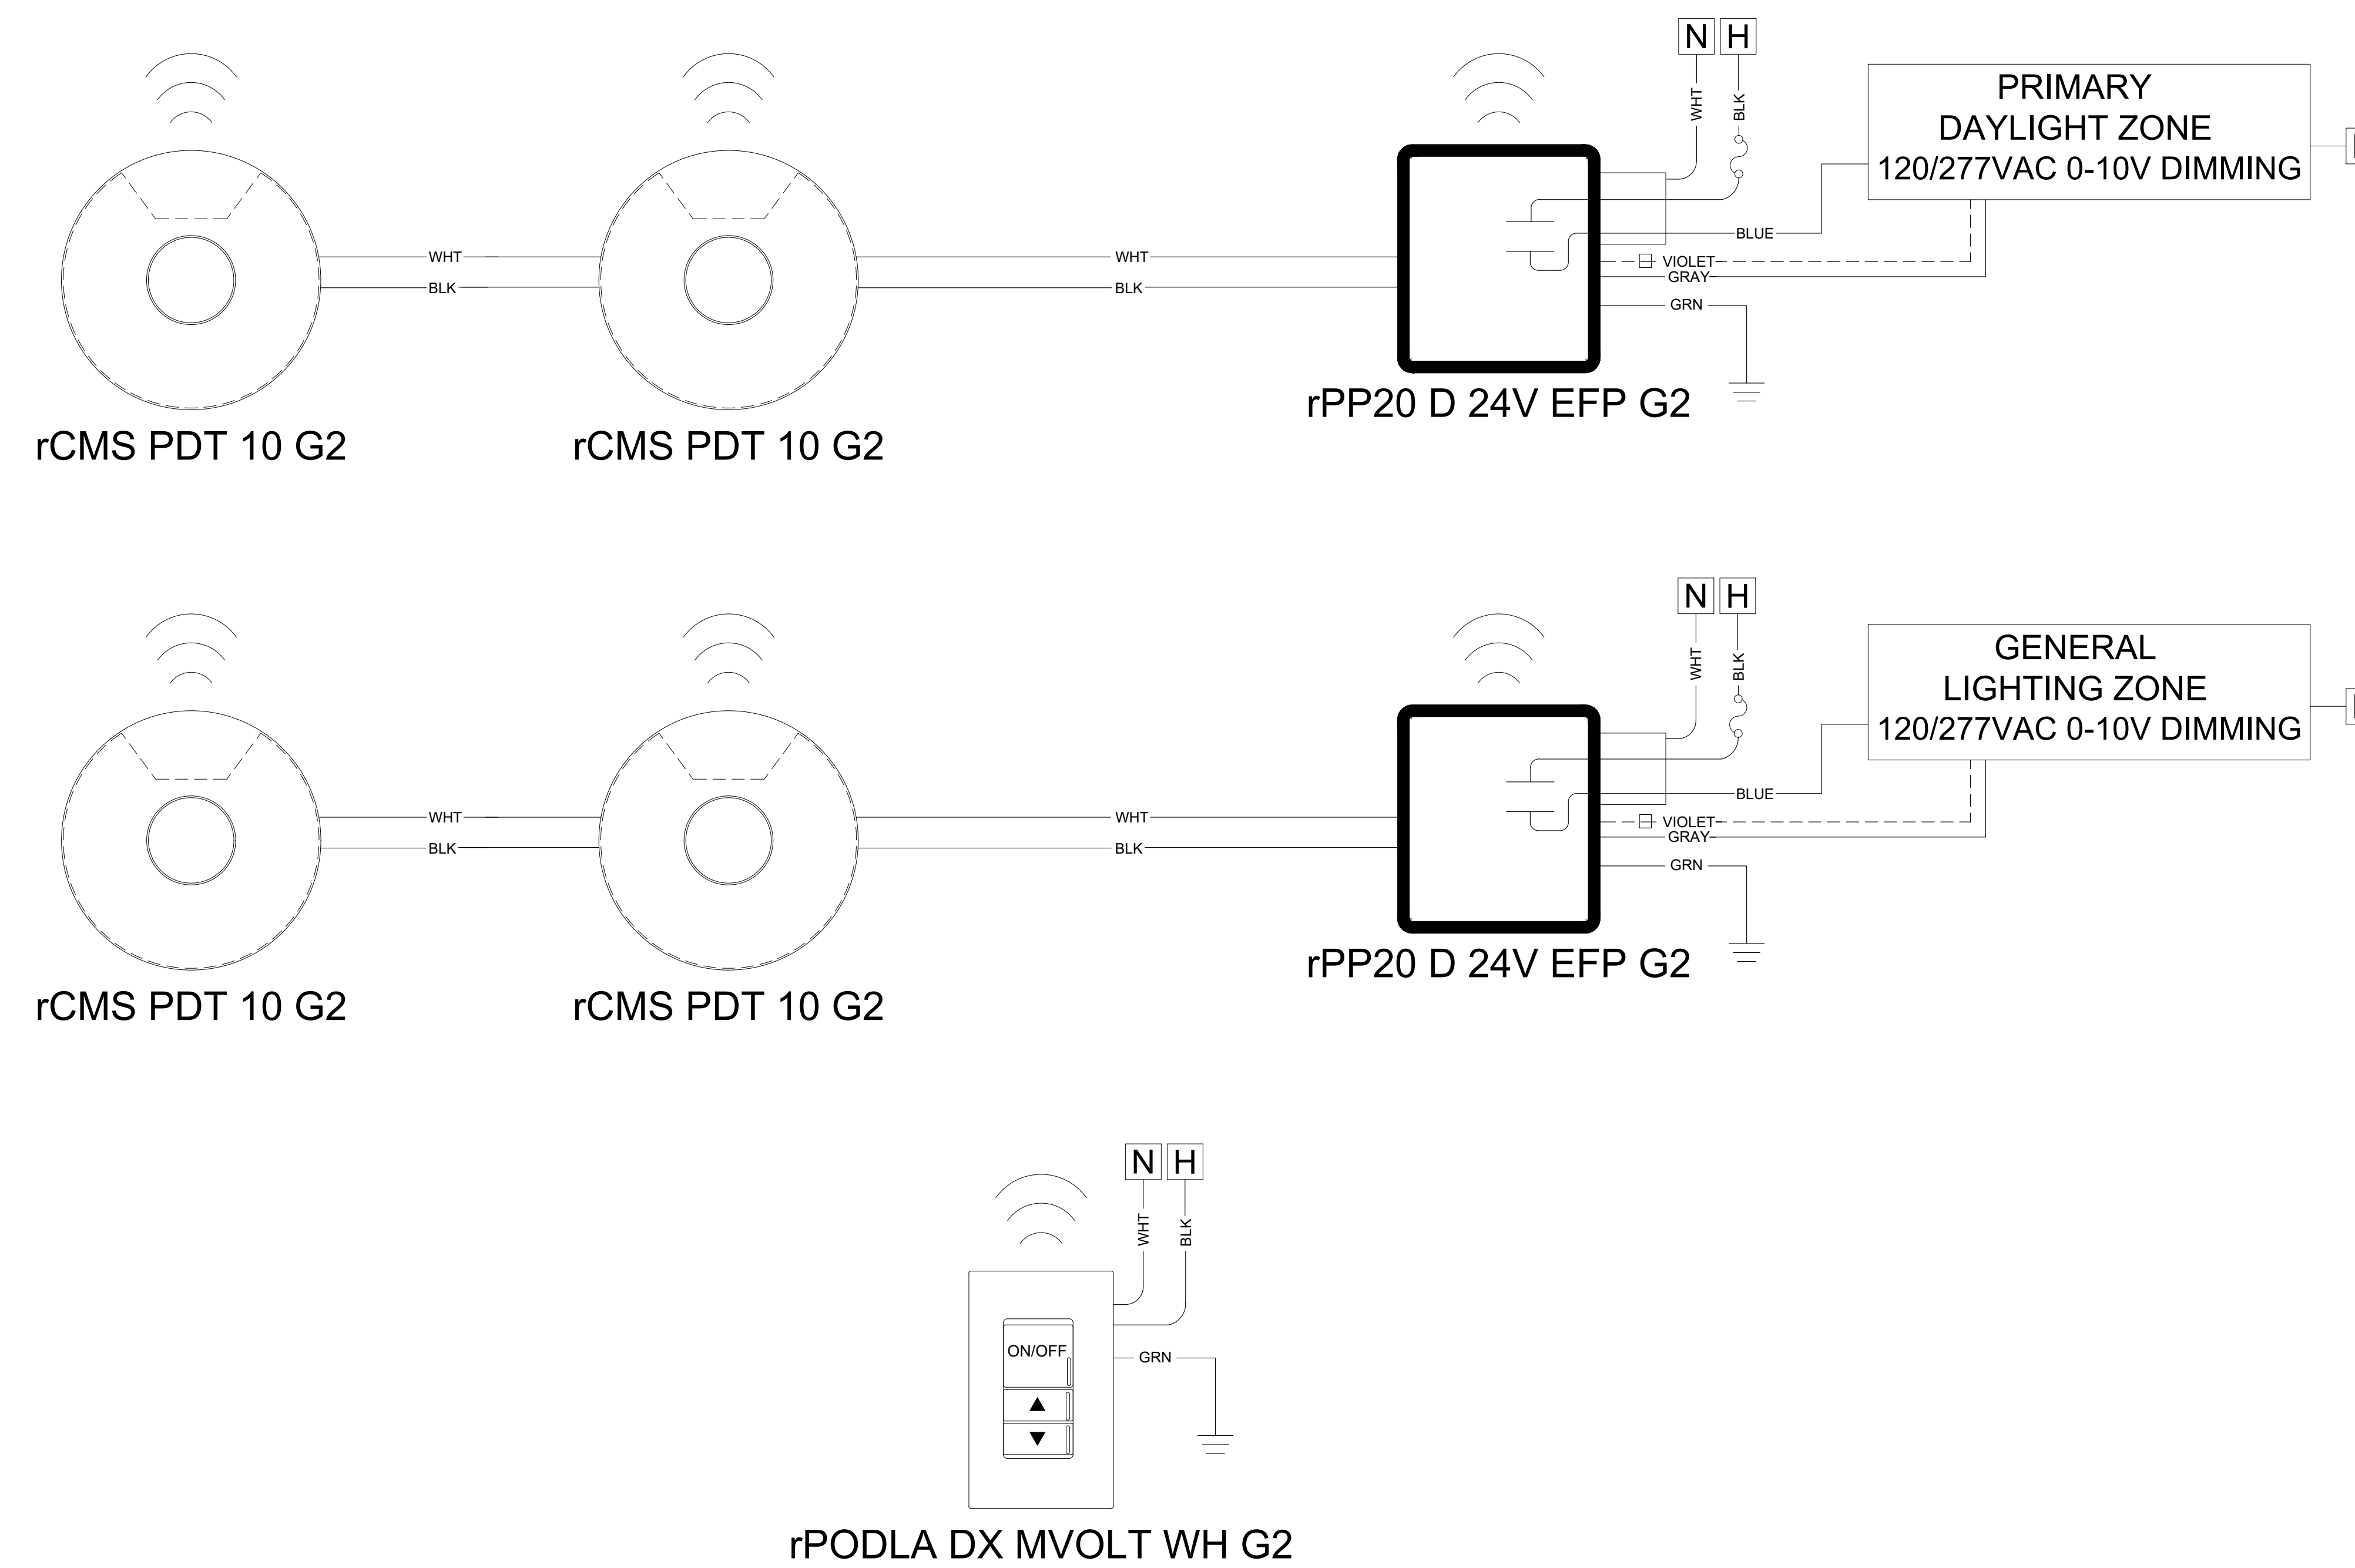 N H
WHT
BLK
PRIMARY
DAYLIGHT ZONE
120/277VAC 0-10V DIMMING
WHT
BLK
WHT
BLK
BLUE
VIOLET
GRAY
GRN
rPP20 D 24V EFP G2
rCMS PDT 10 G2
rCMS PDT 10 G2
N H
WHT
BLK
GENERAL
LIGHTING ZONE
120/277VAC 0-10V DIMMING
WHT
BLK
WHT
BLK
BLUE
VIOLET
GRAY
GRN
rPP20 D 24V EFP G2
rCMS PDT 10 G2
rCMS PDT 10 G2
N H
WHT
BLK
ON/OFF
GRN
rPODLA DX MVOLT WH G2